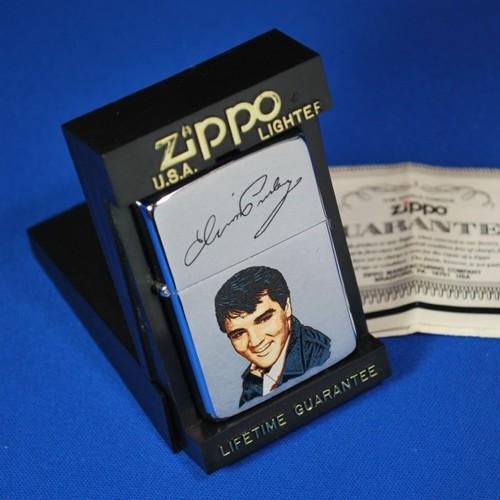 zippo
U.S.A. LIGHTER
Elvis Presley
LIFETIME GUARANTEE
zippo
GUARANTEE